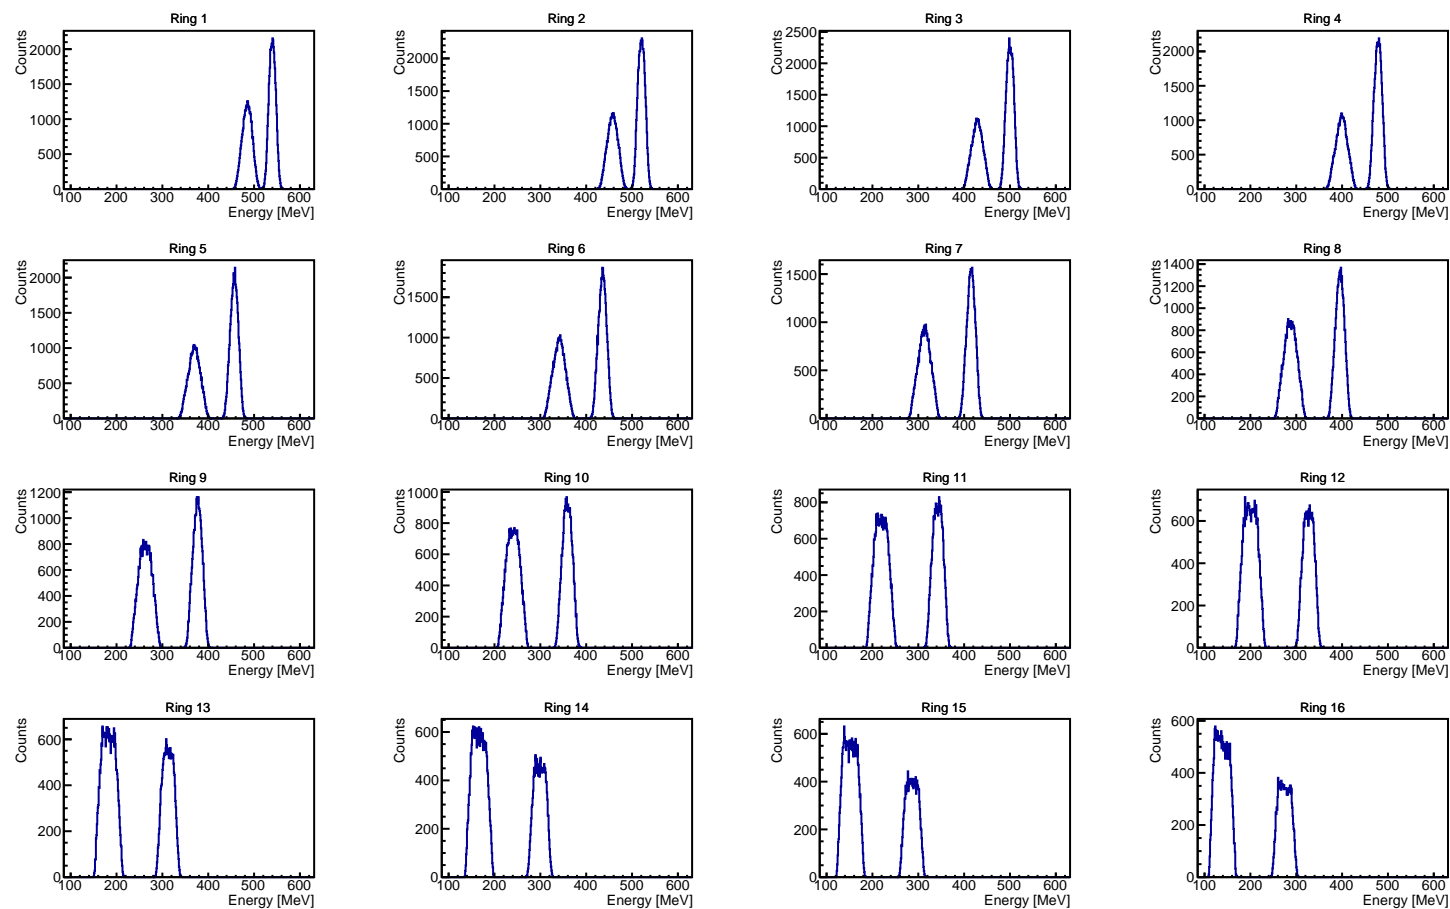 Ring 1
Counts
2000
1500
1000
500
0
100 200 300 400 500 600
Energy [MeV]
Ring 2
Counts
2000
1500
1000
500
0
100 200 300 400 500 600
Energy [MeV]
Ring 3
Counts
2500
2000
1500
1000
500
0
100 200 300 400 500 600
Energy [MeV]
Ring 4
Counts
2000
1500
1000
500
0
100 200 300 400 500 600
Energy [MeV]
Ring 5
Counts
2000
1500
1000
500
0
100 200 300 400 500 600
Energy [MeV]
Ring 6
Counts
1500
1000
500
0
100 200 300 400 500 600
Energy [MeV]
Ring 7
Counts
1500
1000
500
0
100 200 300 400 500 600
Energy [MeV]
Ring 8
Counts
1400
1200
1000
800
600
400
200
0
100 200 300 400 500 600
Energy [MeV]
Ring 9
Counts
1200
1000
800
600
400
200
0
100 200 300 400 500 600
Energy [MeV]
Ring 10
Counts
1000
800
600
400
200
0
100 200 300 400 500 600
Energy [MeV]
Ring 11
Counts
800
600
400
200
0
100 200 300 400 500 600
Energy [MeV]
Ring 12
Counts
600
400
200
0
100 200 300 400 500 600
Energy [MeV]
Ring 13
Counts
600
400
200
0
100 200 300 400 500 600
Energy [MeV]
Ring 14
Counts
600
400
200
0
100 200 300 400 500 600
Energy [MeV]
Ring 15
Counts
600
400
200
0
100 200 300 400 500 600
Energy [MeV]
Ring 16
Counts
600
400
200
0
100 200 300 400 500 600
Energy [MeV]